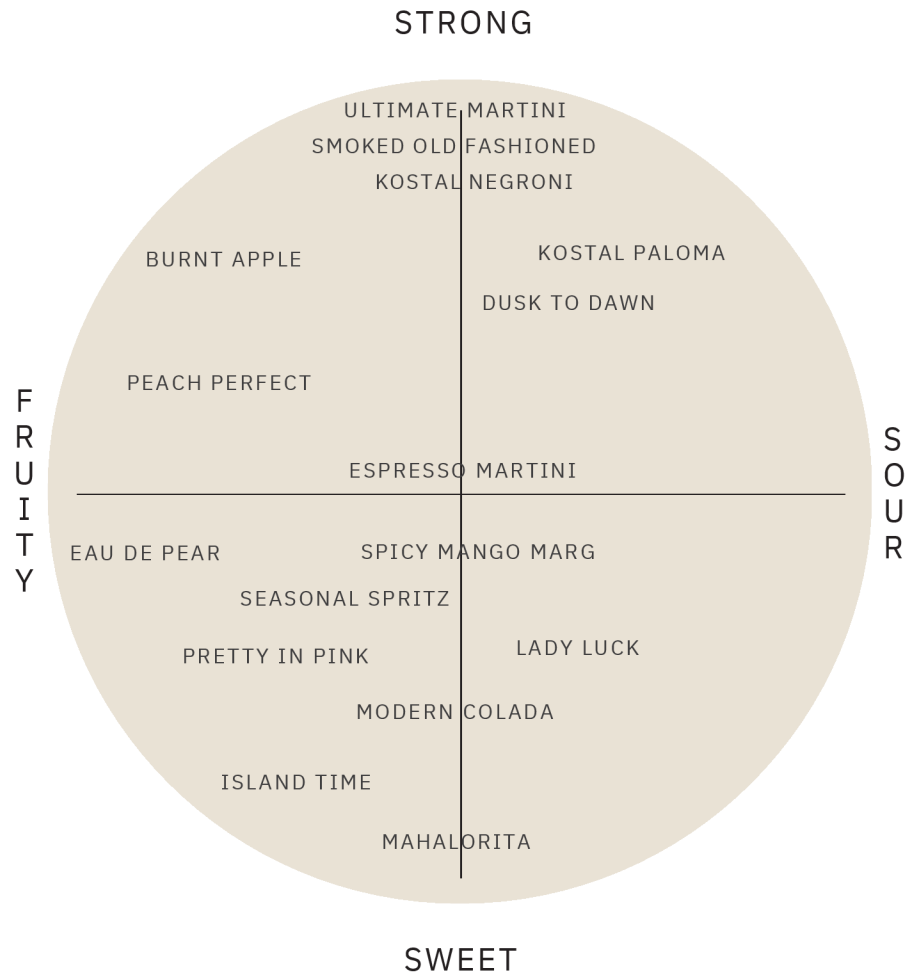 STRONG
ULTIMATE MARTINI
SMOKED OLD FASHIONED
KOSTAL NEGRONI
KOSTAL PALOMA
BURNT APPLE
DUSK TO DAWN
PEACH PERFECT
FRUITY
SOUR
ESPRESSO MARTINI
EAU DE PEAR
SPICY MANGO MARG
SEASONAL SPRITZ
LADY LUCK
PRETTY IN PINK
MODERN COLADA
ISLAND TIME
MAHALORITA
SWEET